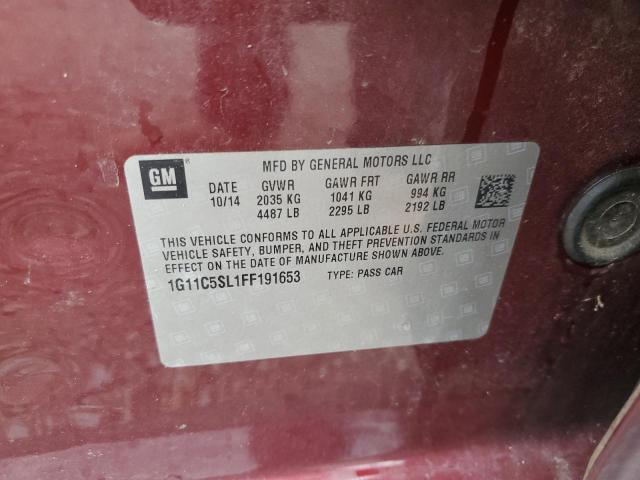 GM ® MFD BY GENERAL MOTORS LLC
DATE GVWR GAWR FRT GAWR RR
10/14 2035 KG 1041 KG 994 KG
4487 LB 2295 LB 2192 LB
THIS VEHICLE CONFORMS TO ALL APPLICABLE U.S. FEDERAL MOTOR
VEHICLE SAFETY, BUMPER, AND THEFT PREVENTION STANDARDS IN
EFFECT ON THE DATE OF MANUFACTURE SHOWN ABOVE.
1G11C5SL1FF191653 TYPE: PASS CAR